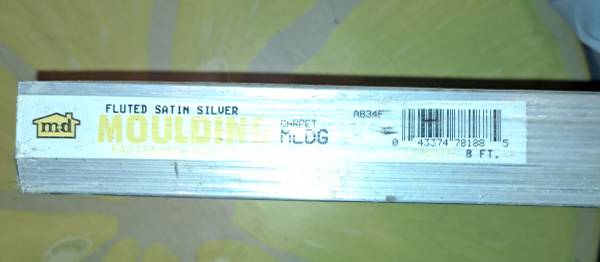 md
FLUTED SATIN SILVER
MOULDING
CARPET
MLDG
AB34F
0 43374 78188 5
8 FT.